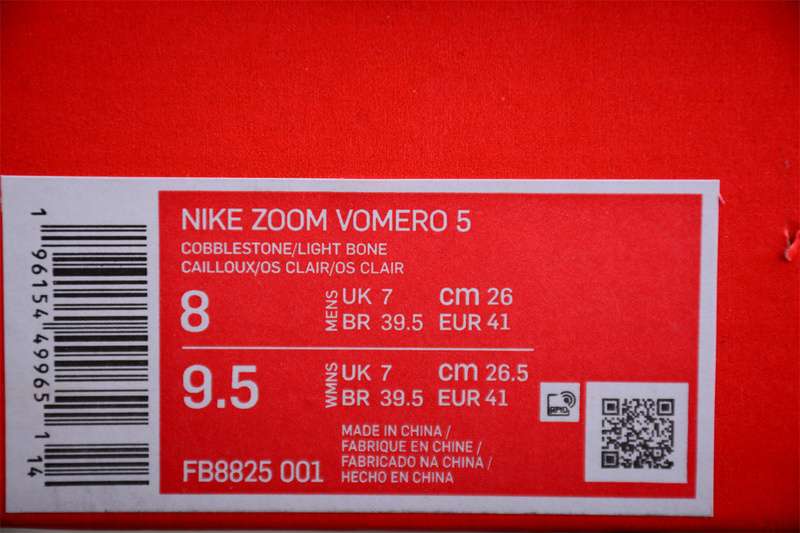 NIKE ZOOM VOMERO 5
COBBLESTONE/LIGHT BONE
CAILLOUX/OS CLAIR/OS CLAIR
8 MENS UK 7 cm 26
BR 39.5 EUR 41
9.5 WMNS UK 7 cm 26.5
BR 39.5 EUR 41
MADE IN CHINA /
FABRIQUE EN CHINE /
FABRICADO NA CHINA /
HECHO EN CHINA
FB8825 001
1 96154 49965 1 14
RFID